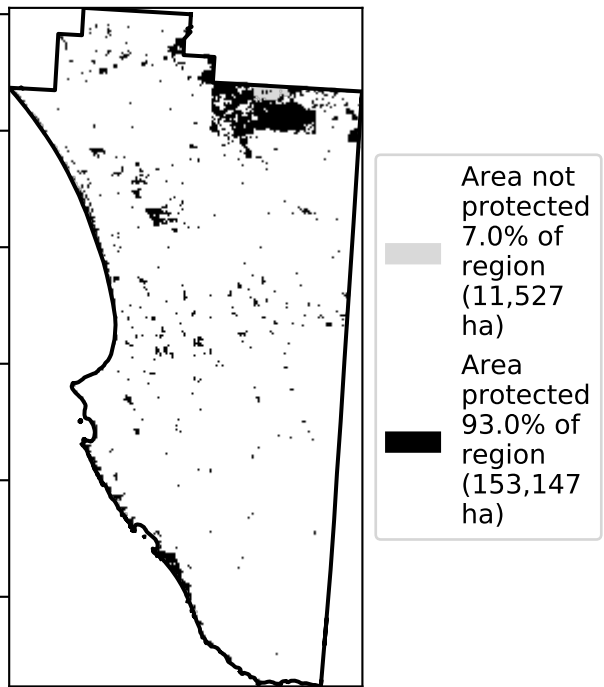 Area not
protected
7.0% of
region
(11,527
ha)
Area
protected
93.0% of
region
(153,147
ha)